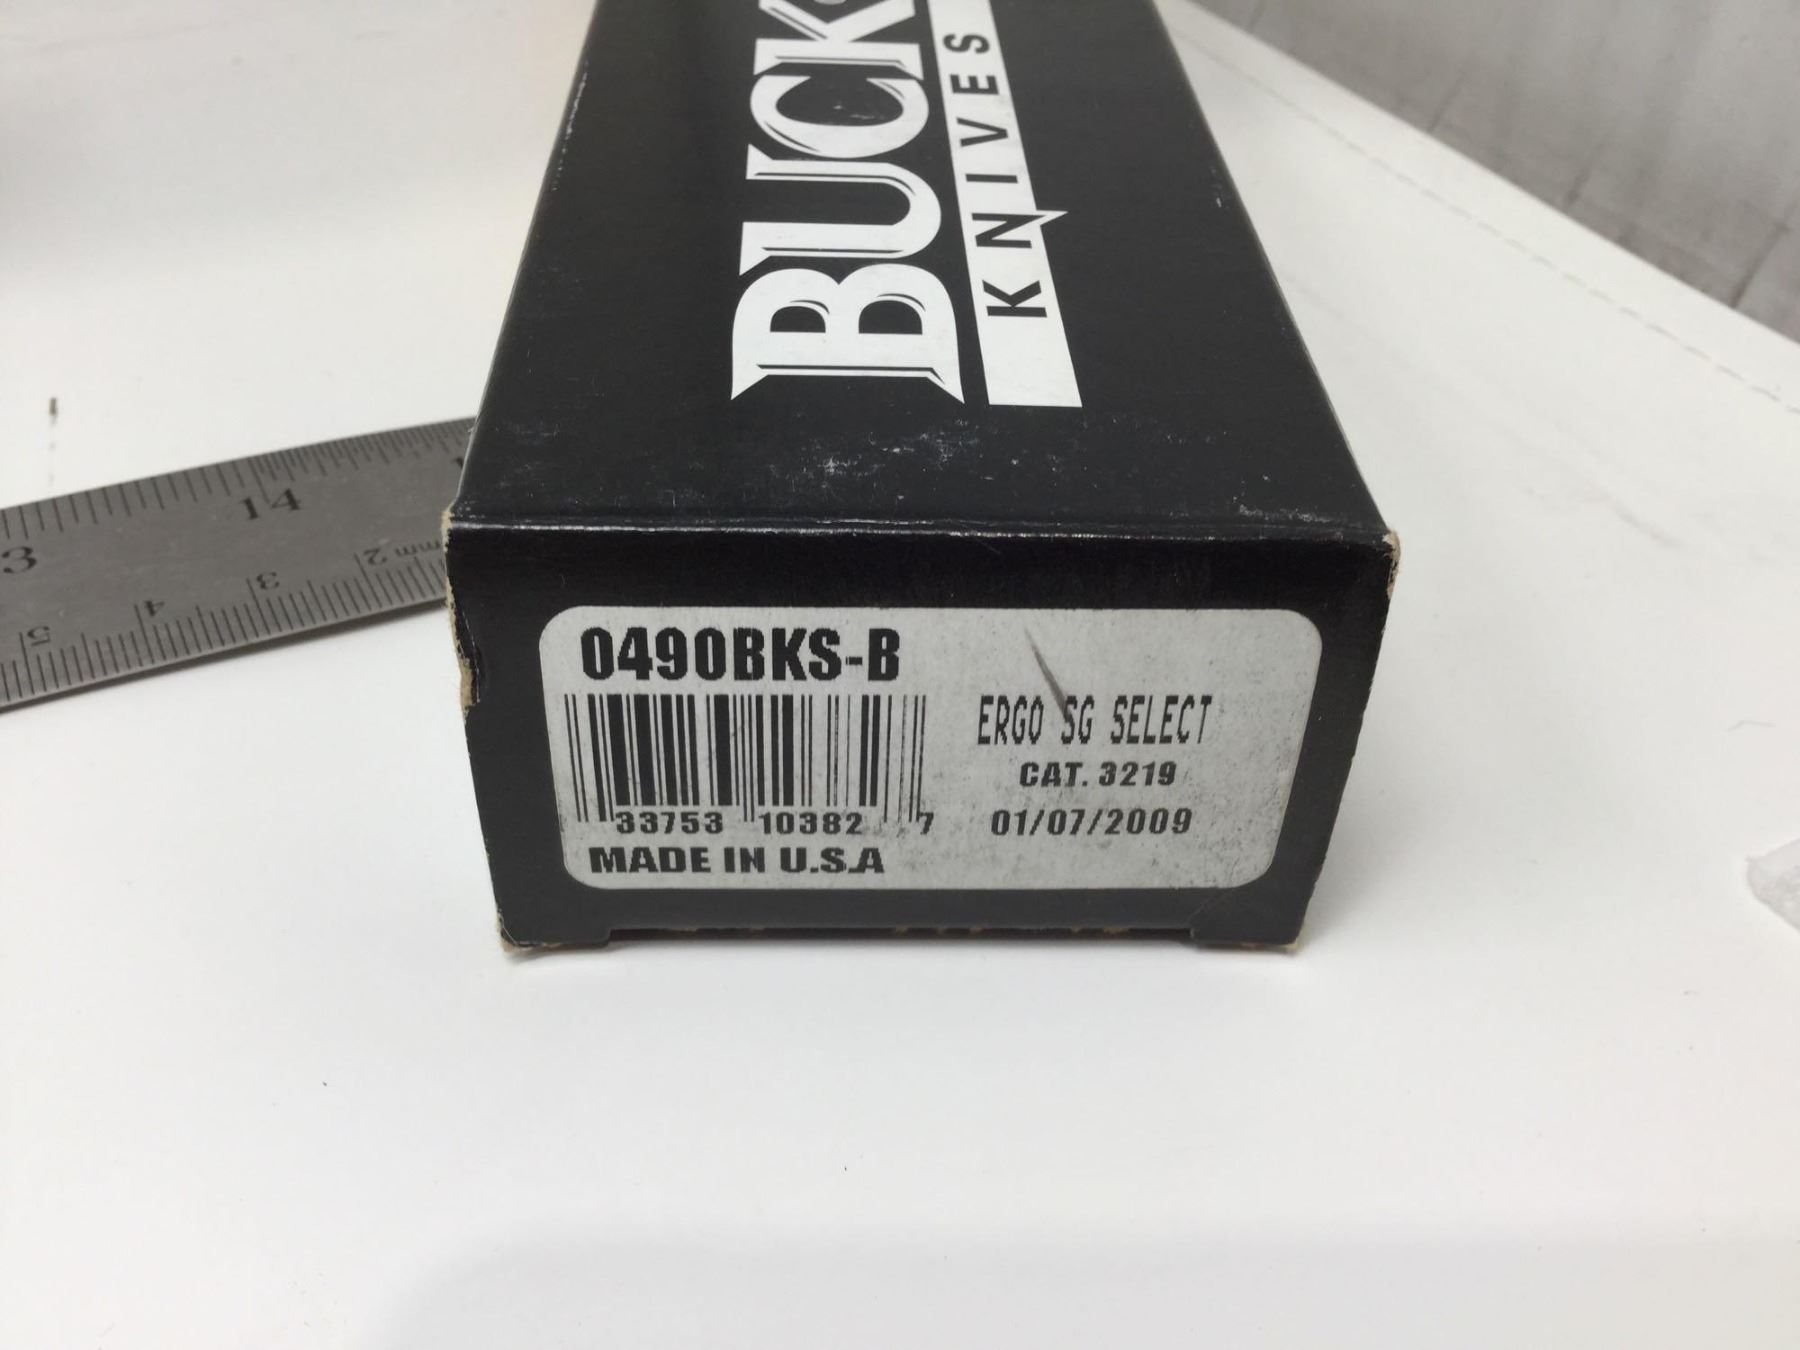 BUCK
KNIVES
0490BKS-B
33753 10382 7
MADE IN U.S.A
ERGO SG SELECT
CAT. 3219
01/07/2009
14
3
5 4 3 2 mm